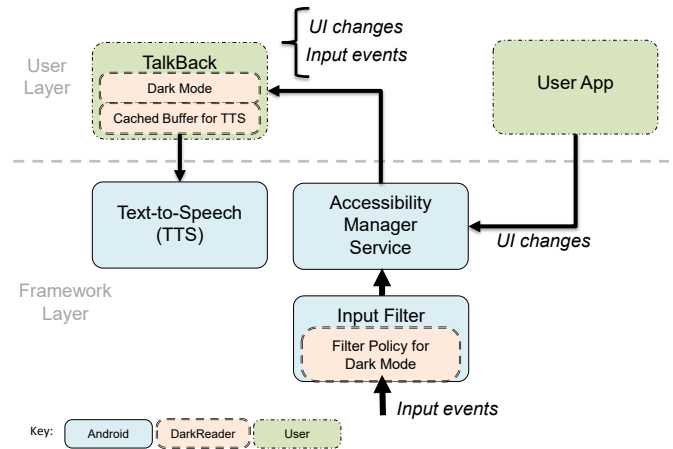 UI changes
Input events
User
Layer
TalkBack
Dark Mode
Cached Buffer for TTS
User App
Text-to-Speech
(TTS)
Accessibility
Manager
Service
UI changes
Framework
Layer
Input Filter
Filter Policy for
Dark Mode
Input events
Key:
Android
DarkReader
User